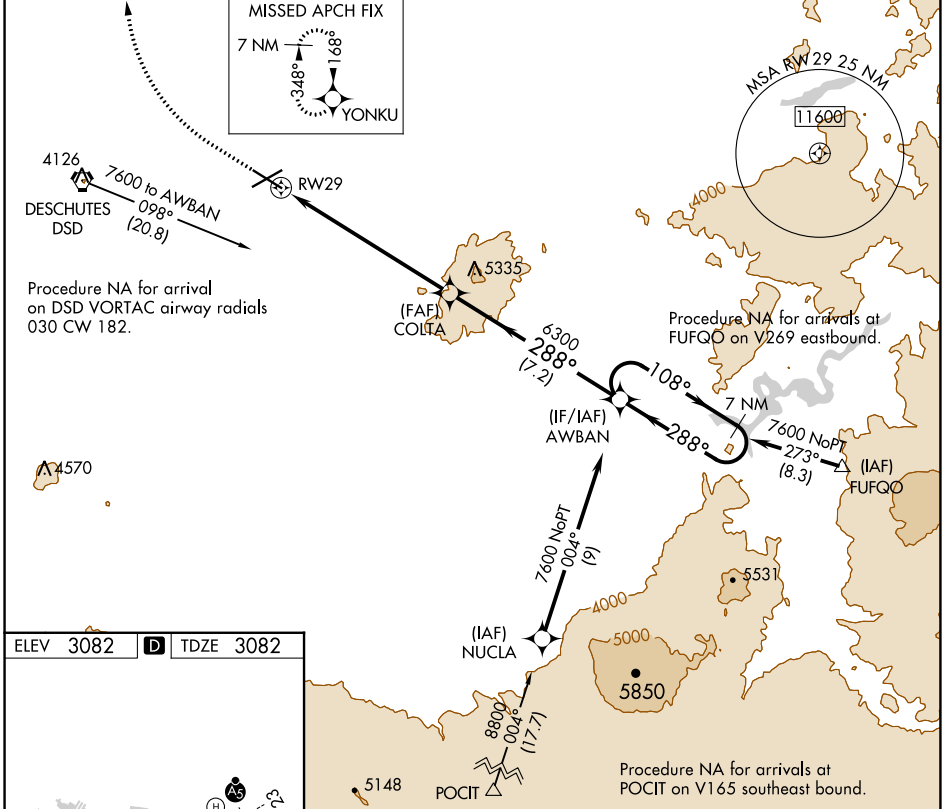 MISSED APCH FIX
7 NM
348°
168°
YONKU
MSA RW29 25 NM
11600
4126
7600 to AWBAN
098°
(20.8)
DESCHUTES
DSD
RW29
4000
Procedure NA for arrival
on DSD VORTAC airway radials
030 CW 182.
5335
(FAF)
COLTA
6300
288°
(7.2)
Procedure NA for arrivals at
FUFQO on V269 eastbound.
108°
7 NM
(IF/IAF)
AWBAN
288°
7600 NoPT
273°
(8.3)
(IAF)
FUFQO
4570
7600 NoPT
004°
(9)
5531
4000
(IAF)
NUCLA
5000
5850
ELEV 3082
D
TDZE 3082
8800
004°
(17.7)
5148
POCIT
Procedure NA for arrivals at
POCIT on V165 southeast bound.
A5
H
23